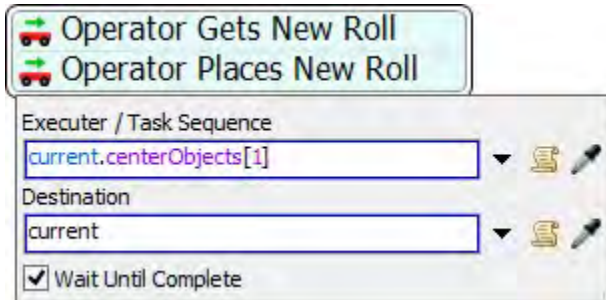 Operator Gets New Roll
Operator Places New Roll
Executer / Task Sequence
current.centerObjects[1]
Destination
current
Wait Until Complete